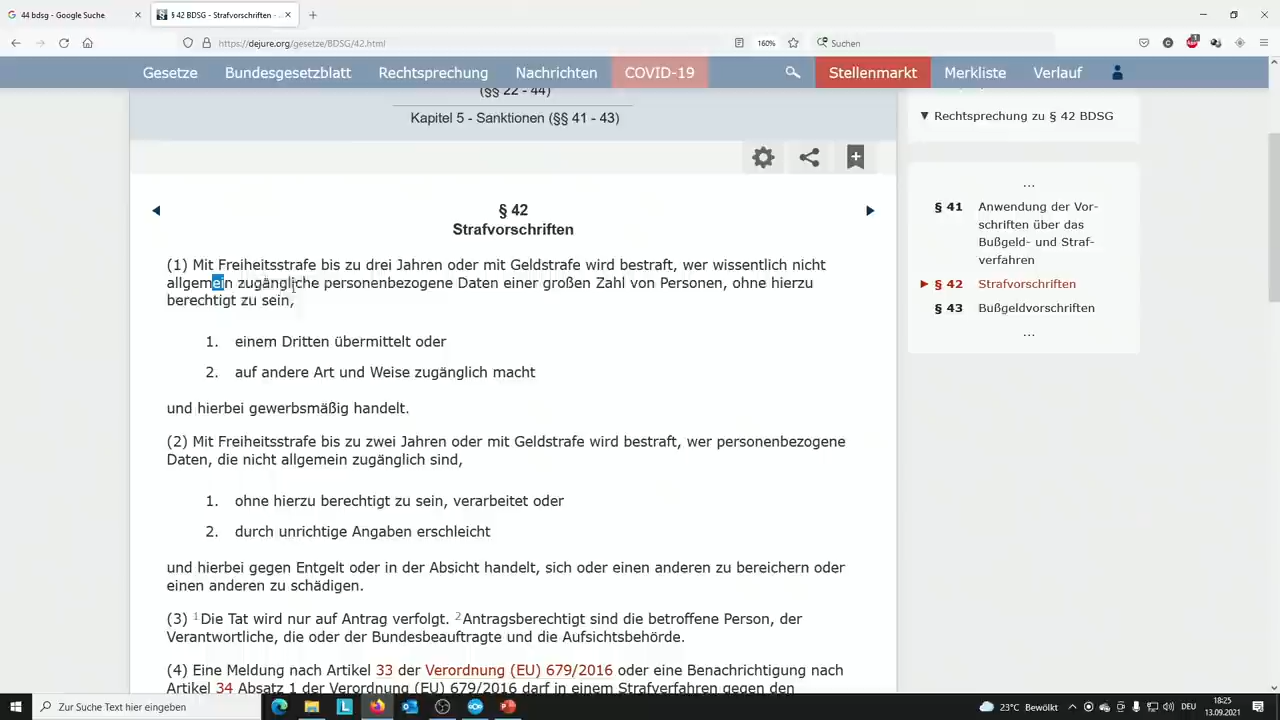 44 bdsg - Google Suche
§ 42 BDSG - Strafvorschriften -
https://dejure.org/gesetze/BDSG/42.html
160%
Suchen
Gesetze Bundesgesetzblatt Rechtsprechung Nachrichten COVID-19 Stellenmarkt Merkliste Verlauf
(§§ 22 - 44)
Kapitel 5 - Sanktionen (§§ 41 - 43)
§ 42
Strafvorschriften
(1) Mit Freiheitsstrafe bis zu drei Jahren oder mit Geldstrafe wird bestraft, wer wissentlich nicht
allgemein zugängliche personenbezogene Daten einer großen Zahl von Personen, ohne hierzu
berechtigt zu sein,
1. einem Dritten übermittelt oder
2. auf andere Art und Weise zugänglich macht
und hierbei gewerbsmäßig handelt.
(2) Mit Freiheitsstrafe bis zu zwei Jahren oder mit Geldstrafe wird bestraft, wer personenbezogene
Daten, die nicht allgemein zugänglich sind,
1. ohne hierzu berechtigt zu sein, verarbeitet oder
2. durch unrichtige Angaben erschleicht
und hierbei gegen Entgelt oder in der Absicht handelt, sich oder einen anderen zu bereichern oder
einen anderen zu schädigen.
(3) 1Die Tat wird nur auf Antrag verfolgt. 2Antragsberechtigt sind die betroffene Person, der
Verantwortliche, die oder der Bundesbeauftragte und die Aufsichtsbehörde.
(4) Eine Meldung nach Artikel 33 der Verordnung (EU) 679/2016 oder eine Benachrichtigung nach
Artikel 34 Absatz 1 der Verordnung (EU) 679/2016 darf in einem Strafverfahren gegen den
▼ Rechtsprechung zu § 42 BDSG
...
§ 41 Anwendung der Vor-
schriften über das
Bußgeld- und Straf-
verfahren
§ 42 Strafvorschriften
§ 43 Bußgeldvorschriften
...
Zur Suche Text hier eingeben
23°C Bewölkt
DEU
18:25
13.09.2021